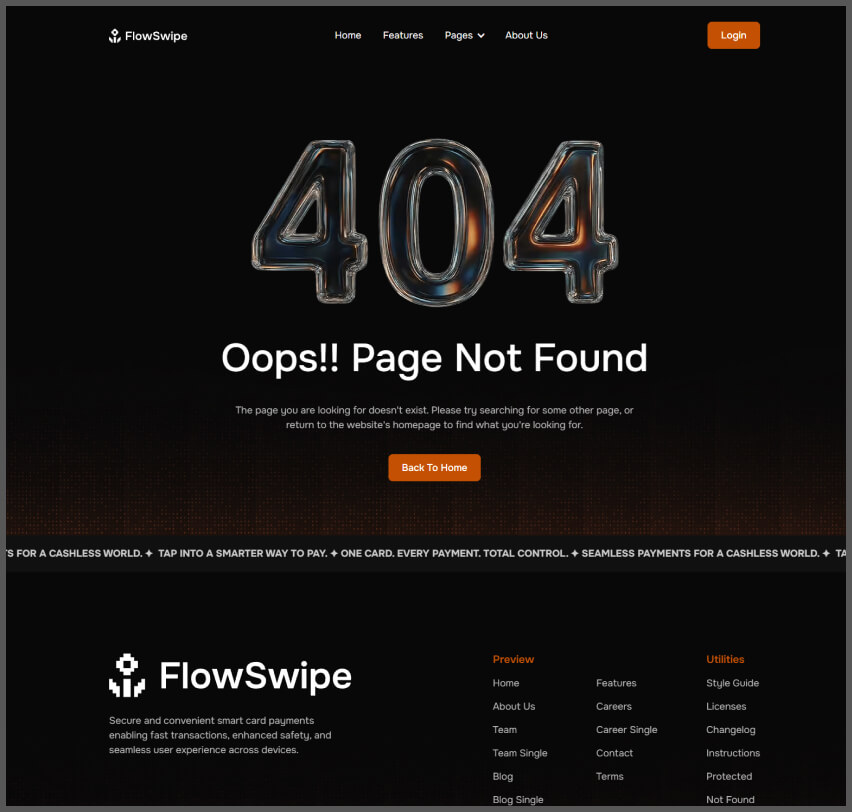 FlowSwipe
Home Features Pages About Us
Login
404
Oops!! Page Not Found
The page you are looking for doesn't exist. Please try searching for some other page, or
return to the website's homepage to find what you're looking for.
Back To Home
FOR A CASHLESS WORLD. ✦ TAP INTO A SMARTER WAY TO PAY. ✦ ONE CARD. EVERY PAYMENT. TOTAL CONTROL. ✦ SEAMLESS PAYMENTS FOR A CASHLESS WORLD. ✦
FlowSwipe
Secure and convenient smart card payments
enabling fast transactions, enhanced safety, and
seamless user experience across devices.
Preview
Home
About Us
Team
Team Single
Blog
Blog Single
Features
Careers
Career Single
Contact
Terms
Utilities
Style Guide
Licenses
Changelog
Instructions
Protected
Not Found